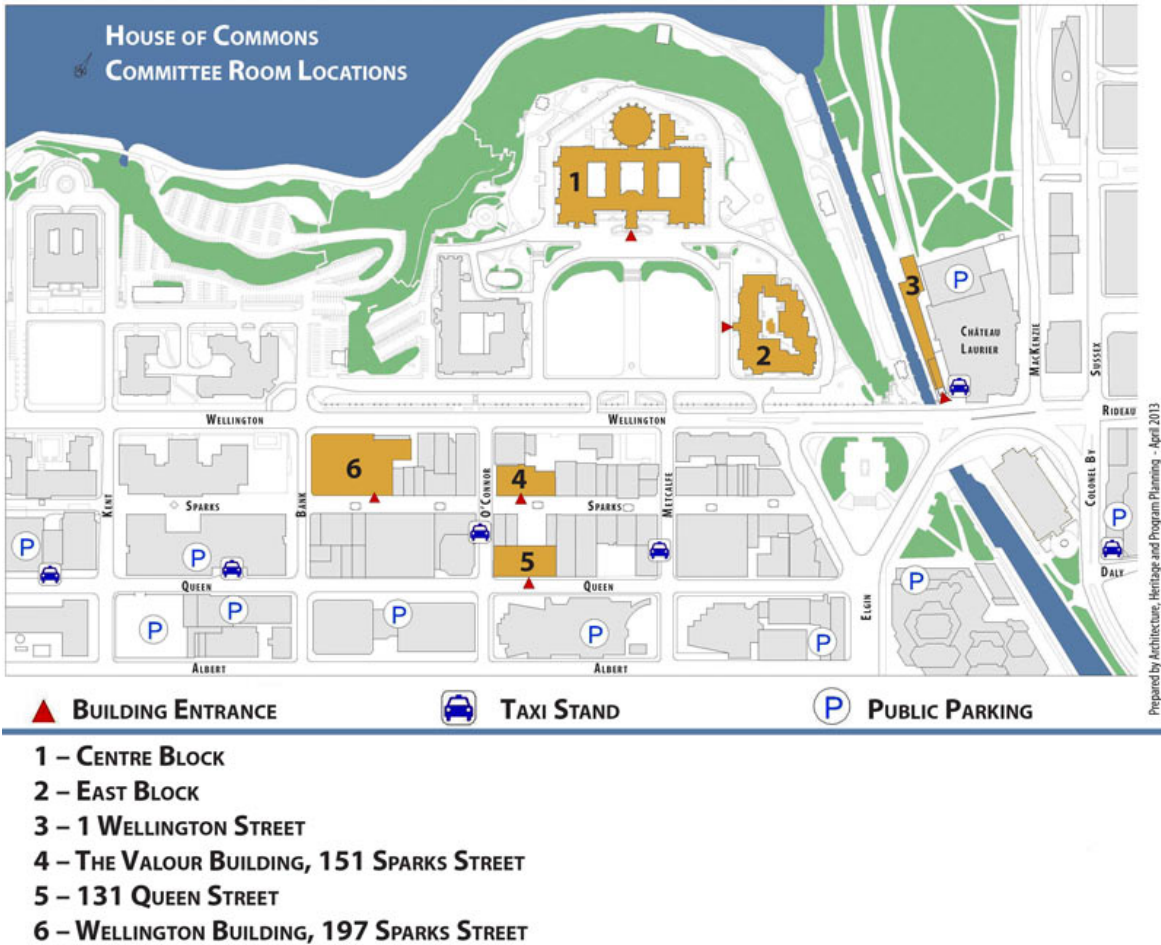 HOUSE OF COMMONS
COMMITTEE ROOM LOCATIONS
1
2
3
P
CHÂTEAU
LAURIER
MACKENZIE
SUSSEX
RIDEAU
WELLINGTON
WELLINGTON
6
4
KENT
SPARKS
BANK
O'CONNOR
SPARKS
METCALFE
COLONEL BY
P
P
5
P
DALY
QUEEN
QUEEN
ELGIN
P
P
P
P
P
P
ALBERT
ALBERT
Prepared by Architecture, Heritage and Program Planning - April 2013
BUILDING ENTRANCE
TAXI STAND
P PUBLIC PARKING
1 – CENTRE BLOCK
2 – EAST BLOCK
3 – 1 WELLINGTON STREET
4 – THE VALOUR BUILDING, 151 SPARKS STREET
5 – 131 QUEEN STREET
6 – WELLINGTON BUILDING, 197 SPARKS STREET